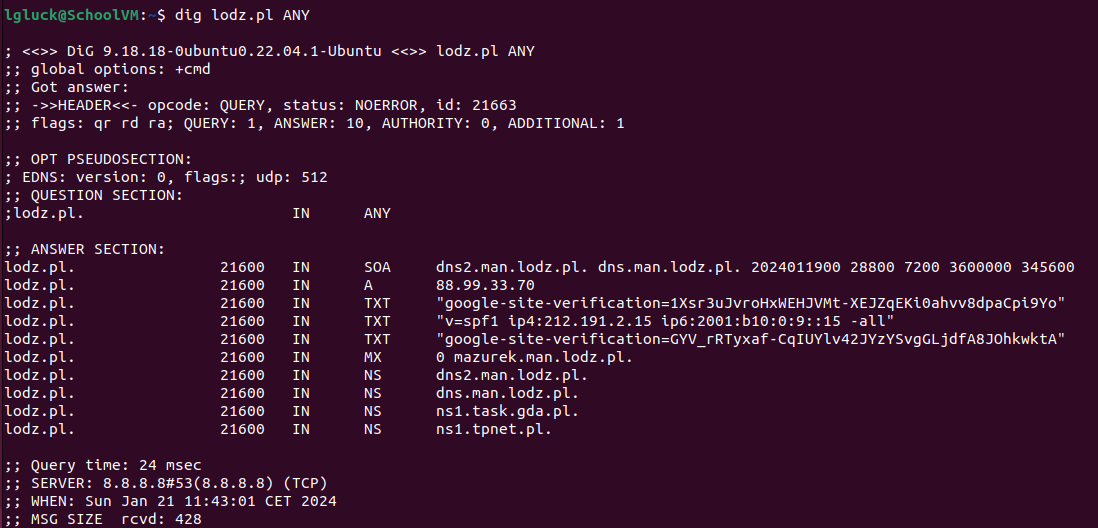 lgluck@SchoolVM:~$ dig lodz.pl ANY
; <<>> DiG 9.18.18-0ubuntu0.22.04.1-Ubuntu <<>> lodz.pl ANY
;; global options: +cmd
;; Got answer:
;; ->>HEADER<<- opcode: QUERY, status: NOERROR, id: 21663
;; flags: qr rd ra; QUERY: 1, ANSWER: 10, AUTHORITY: 0, ADDITIONAL: 1
;; OPT PSEUDOSECTION:
; EDNS: version: 0, flags:; udp: 512
;; QUESTION SECTION:
;lodz.pl. IN ANY
;; ANSWER SECTION:
lodz.pl. 21600 IN SOA dns2.man.lodz.pl. dns.man.lodz.pl. 2024011900 28800 7200 3600000 345600
lodz.pl. 21600 IN A 88.99.33.70
lodz.pl. 21600 IN TXT "google-site-verification=1Xsr3uJvroHxWEHJVMt-XEJZqEKi0ahvv8dpaCpi9Yo"
lodz.pl. 21600 IN TXT "v=spf1 ip4:212.191.2.15 ip6:2001:b10:0:9::15 -all"
lodz.pl. 21600 IN TXT "google-site-verification=GYV_rRTyxaf-CqIUYlv42JYzYSvgGLjdfA8JOhkwktA"
lodz.pl. 21600 IN MX 0 mazurek.man.lodz.pl.
lodz.pl. 21600 IN NS dns2.man.lodz.pl.
lodz.pl. 21600 IN NS dns.man.lodz.pl.
lodz.pl. 21600 IN NS ns1.task.gda.pl.
lodz.pl. 21600 IN NS ns1.tpnet.pl.
;; Query time: 24 msec
;; SERVER: 8.8.8.8#53(8.8.8.8) (TCP)
;; WHEN: Sun Jan 21 11:43:01 CET 2024
;; MSG SIZE rcvd: 428